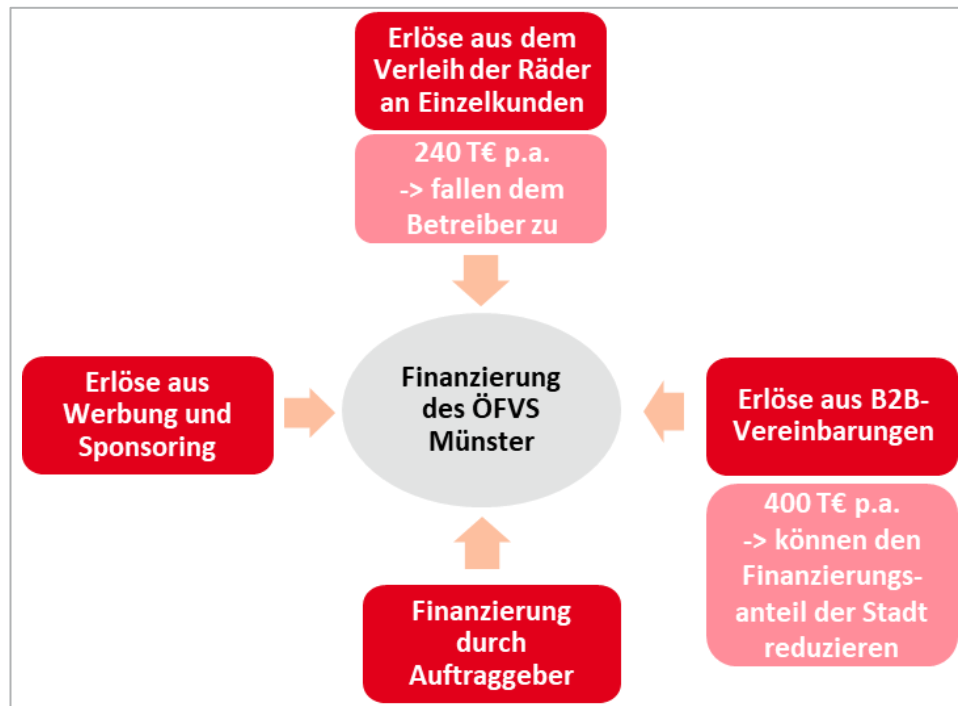 Erlöse aus dem
Verleih der Räder
an Einzelkunden
240 T€ p.a.
-> fallen dem
Betreiber zu
Erlöse aus
Werbung und
Sponsoring
Finanzierung
des ÖFVS
Münster
Erlöse aus B2B-
Vereinbarungen
400 T€ p.a.
-> können den
Finanzierungs-
anteil der Stadt
reduzieren
Finanzierung
durch
Auftraggeber